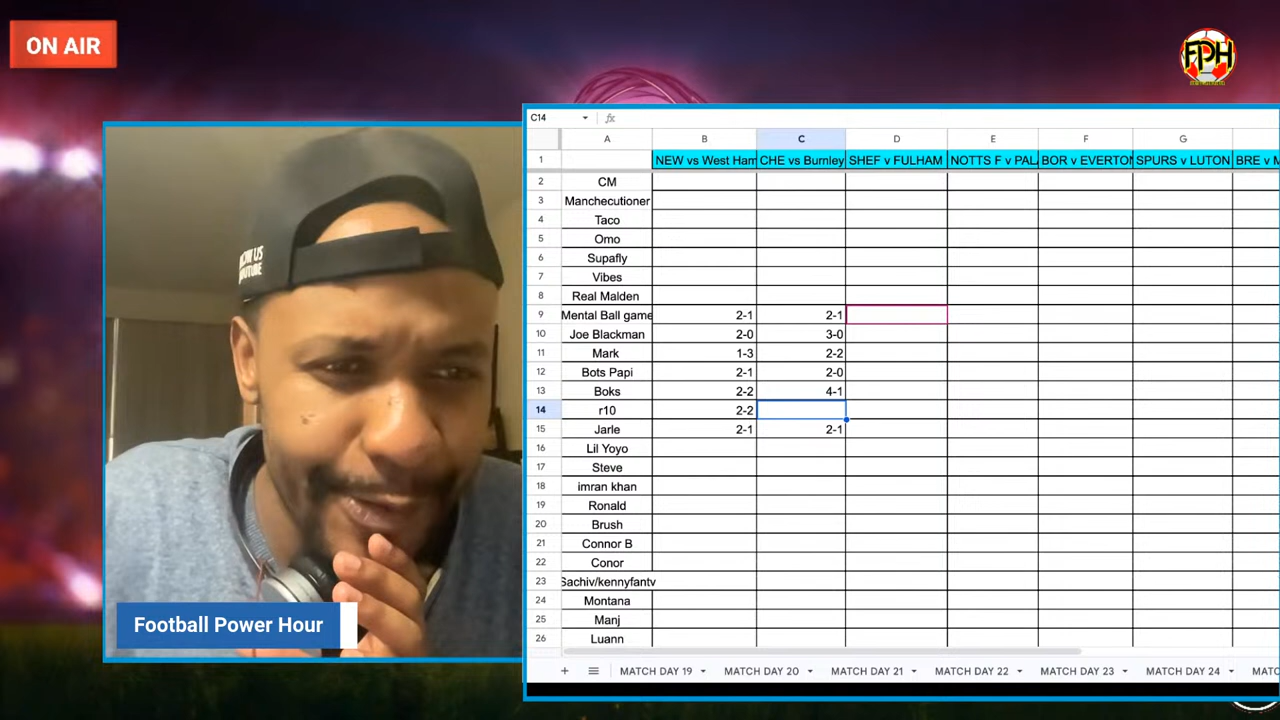 ON AIR
FPH
C14
fx
A B C D E F G
1 NEW vs West Ham CHE vs Burnley SHEF v FULHAM NOTTS F v PAL BOR v EVERTON SPURS v LUTON BRE v M
2 CM
3 Manchecutioner
4 Taco
5 Omo
6 Supafly
7 Vibes
8 Real Malden
9 Mental Ball game 2-1 2-1
10 Joe Blackman 2-0 3-0
11 Mark 1-3 2-2
12 Bots Papi 2-1 2-0
13 Boks 2-2 4-1
14 r10 2-2
15 Jarle 2-1 2-1
16 Lil Yoyo
17 Steve
18 imran khan
19 Ronald
20 Brush
21 Connor B
22 Conor
23 Sachiv/kennyfantv
24 Montana
25 Manj
26 Luann
+ MATCH DAY 19 MATCH DAY 20 MATCH DAY 21 MATCH DAY 22 MATCH DAY 23 MATCH DAY 24 MATC
Football Power Hour